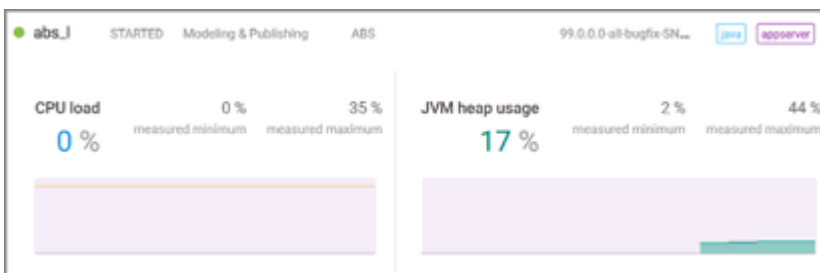 abs_l STARTED Modeling & Publishing ABS 99.0.0.0-all-bugfix-SN... java appserver
CPU load 0 % 35 % JVM heap usage 2 % 44 %
0 % measured minimum measured maximum 17 % measured minimum measured maximum